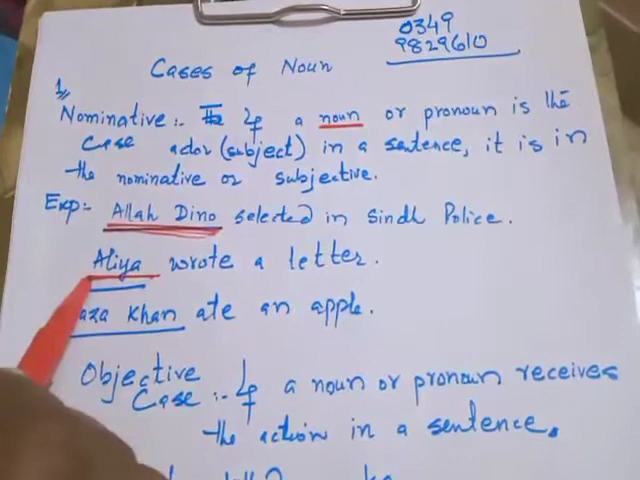 0349
9829610
Cases of Noun
1,
Nominative:- If a noun or pronoun is the
Case actor (subject) in a sentence, it is in
the nominative or subjective.
Exp:- Allah Dino selected in Sindh Police.
Aliya wrote a letter.
aza Khan ate an apple.
Objective If a noun or pronoun receives
Case :- the action in a sentence.